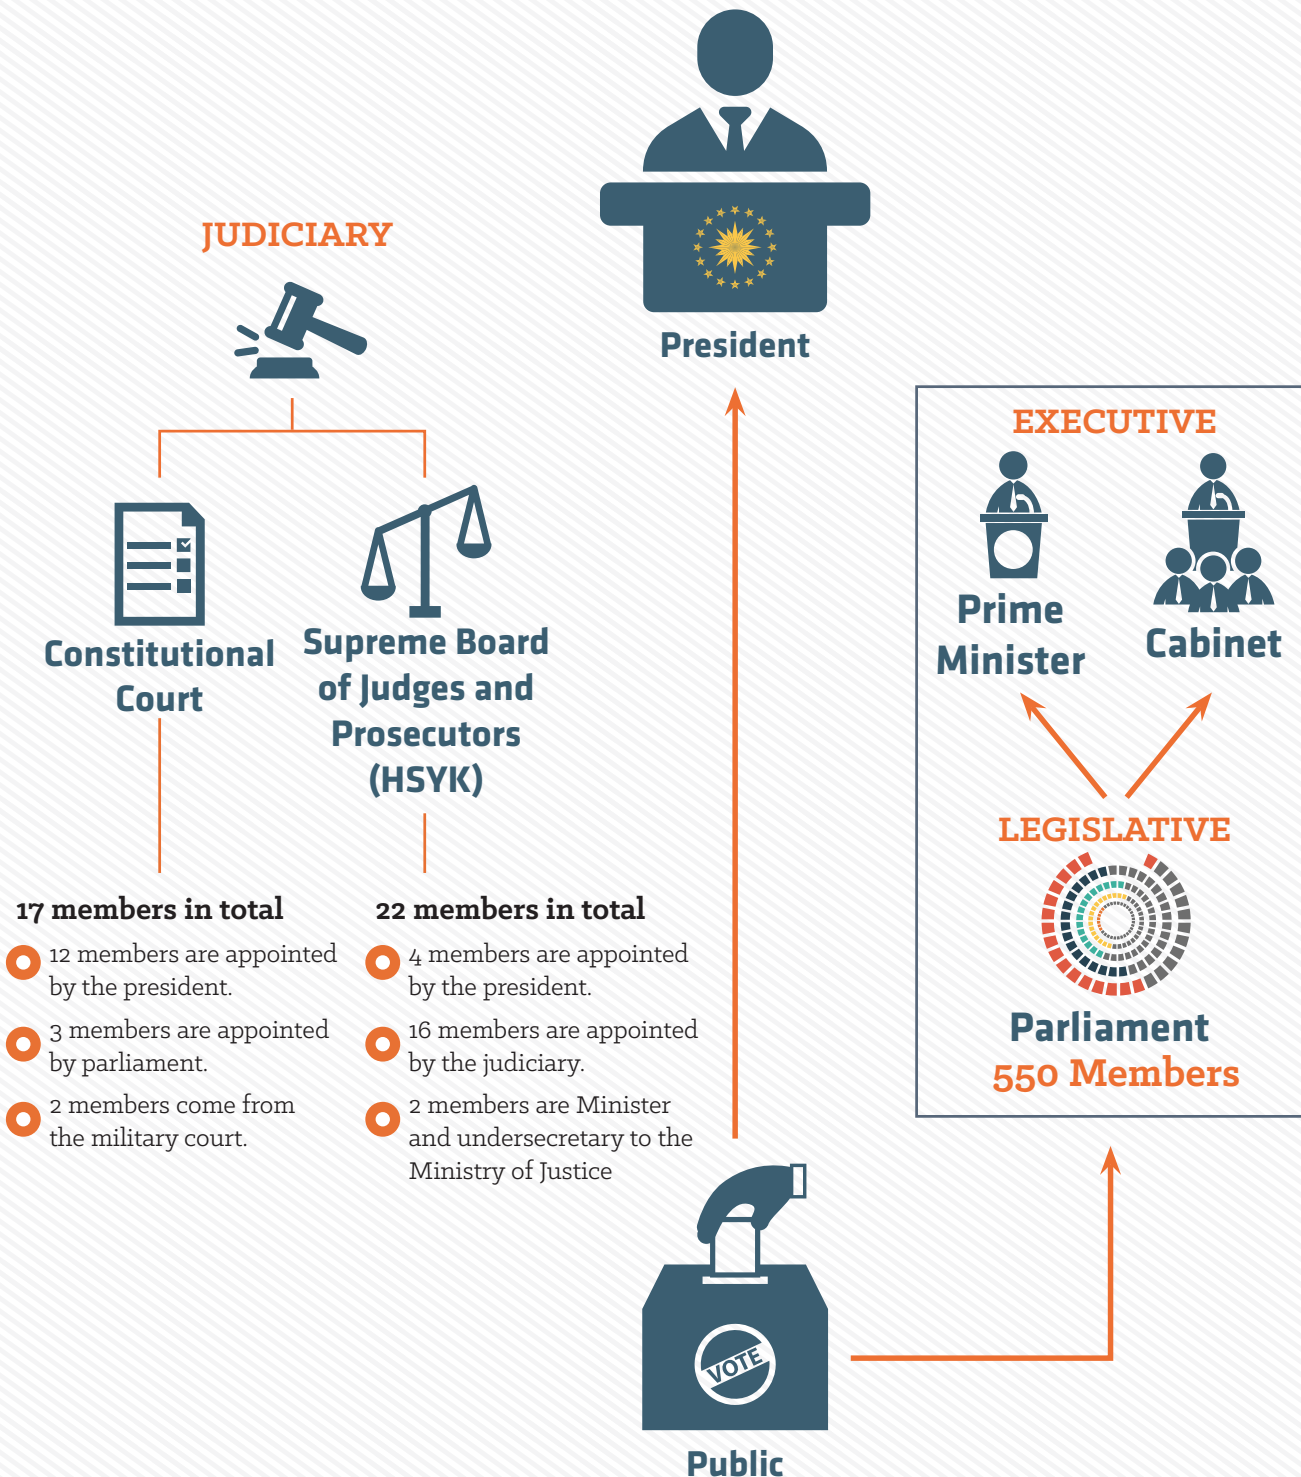 JUDICIARY
President
EXECUTIVE
Prime
Minister
Cabinet
Constitutional
Court
Supreme Board
of Judges and
Prosecutors
(HSYK)
LEGISLATIVE
Parliament
550 Members
17 members in total
12 members are appointed
by the president.
3 members are appointed
by parliament.
2 members come from
the military court.
22 members in total
4 members are appointed
by the president.
16 members are appointed
by the judiciary.
2 members are Minister
and undersecretary to the
Ministry of Justice
VOTE
Public